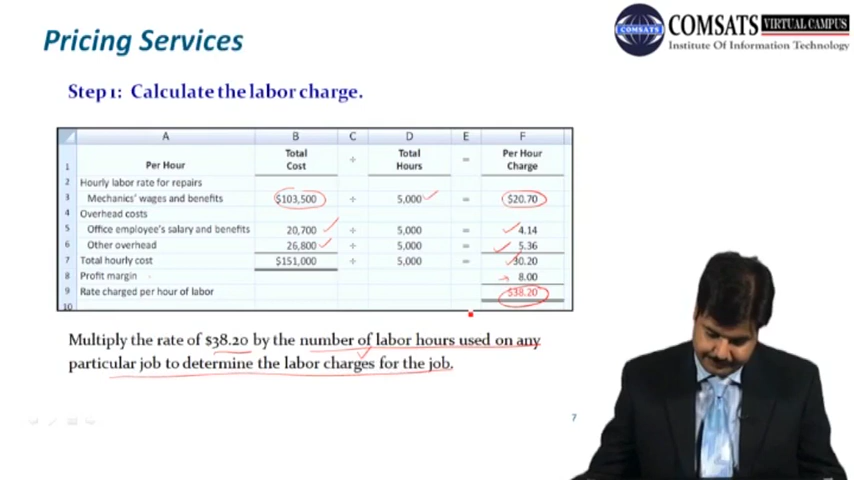 Pricing Services
COMSATS
COMSATS VIRTUAL CAMPUS
Institute Of Information Technology
Step 1: Calculate the labor charge.
A B C D E F
1 Per Hour Total Cost ÷ Total Hours = Per Hour Charge
2 Hourly labor rate for repairs
3 Mechanics' wages and benefits $103,500 ÷ 5,000 = $20.70
4 Overhead costs
5 Office employee's salary and benefits 20,700 ÷ 5,000 = 4.14
6 Other overhead 26,800 ÷ 5,000 = 5.36
7 Total hourly cost $151,000 ÷ 5,000 = 30.20
8 Profit margin 8.00
9 Rate charged per hour of labor $38.20
10
Multiply the rate of $38.20 by the number of labor hours used on any
particular job to determine the labor charges for the job.
7